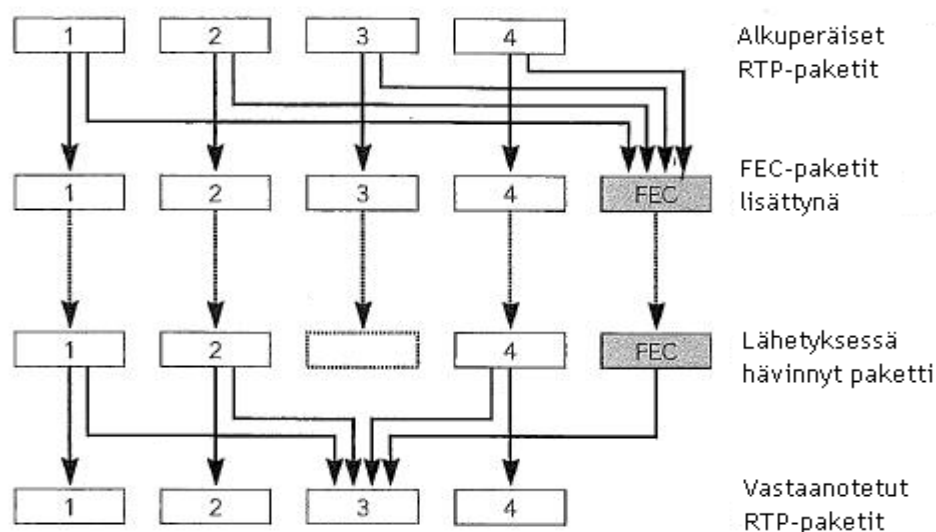 1 2 3 4 Alkuperäiset
RTP-paketit
1 2 3 4 FEC FEC-paketit
lisättynä
1 2 4 FEC Lähetyksessä
hävinnyt paketti
1 2 3 4 Vastaanotetut
RTP-paketit